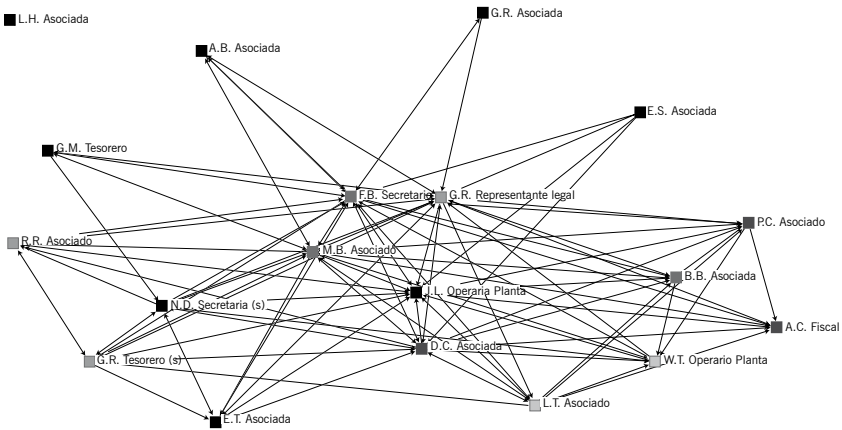 G.R. Asociada
L.H. Asociada
A.B. Asociada
E.S. Asociada
G.M. Tesorero
F.B. Secretario
G.R. Representante legal
P.C. Asociado
R.R. Asociado
M.B. Asociado
B.B. Asociada
J.L. Operaria Planta
N.D. Secretaria (s)
A.C. Fiscal
D.C. Asociada
G.R. Tesorero (s)
W.T. Operario Planta
L.T. Asociado
E.T. Asociada